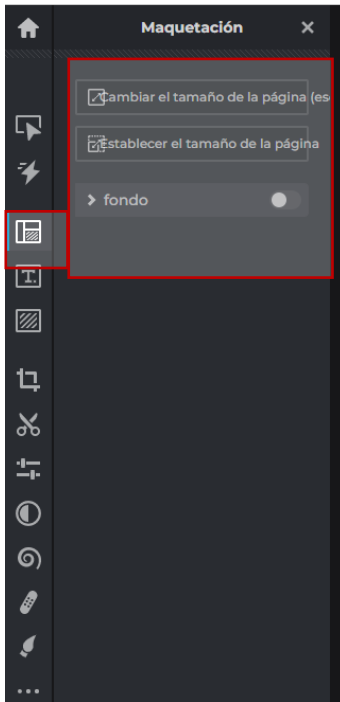 Maquetación
Cambiar el tamaño de la página (es
Establecer el tamaño de la página
fondo
T.